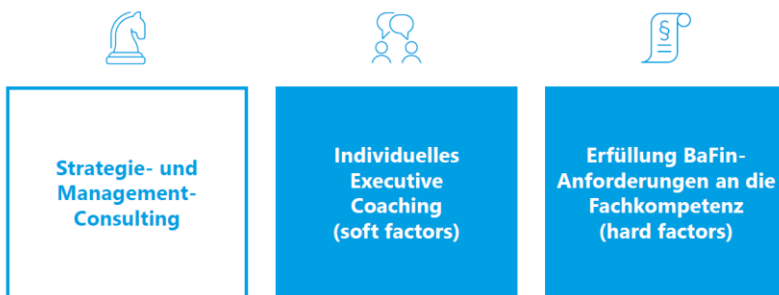 §
Strategie- und
Management-
Consulting
Individuelles
Executive
Coaching
(soft factors)
Erfüllung BaFin-
Anforderungen an die
Fachkompetenz
(hard factors)